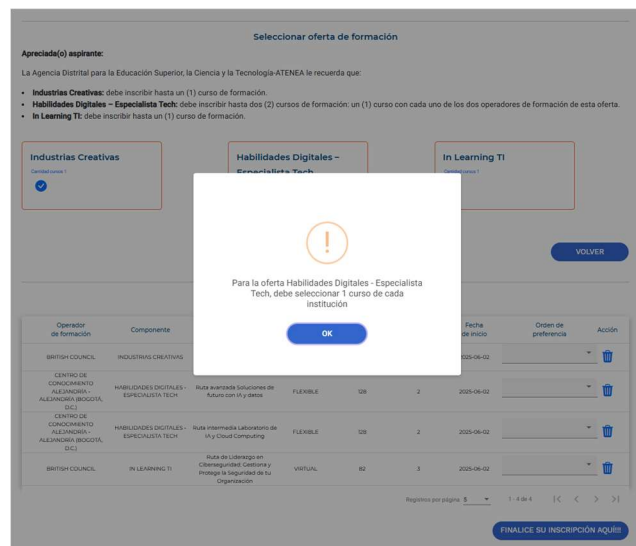 Seleccionar oferta de formación
Apreciada(o) aspirante:
La Agencia Distrital para la Educación Superior, la Ciencia y la Tecnología-ATENEA le recuerda que:
• Industrias Creativas: debe inscribir hasta un (1) curso de formación.
• Habilidades Digitales – Especialista Tech: debe inscribir hasta dos (2) cursos de formación: un (1) curso con cada uno de los dos operadores de formación de esta oferta.
• In Learning TI: debe inscribir hasta un (1) curso de formación.
Industrias Creativas
Cantidad cursos 1
Habilidades Digitales –
Especialista Tech
In Learning TI
Cantidad cursos 1
Para la oferta Habilidades Digitales - Especialista
Tech, debe seleccionar 1 curso de cada
institución
OK
VOLVER
Operador
de formación
Componente
Fecha
de inicio
Orden de
preferencia
Acción
BRITISH COUNCIL
INDUSTRIAS CREATIVAS
2025-06-02
CENTRO DE
CONOCIMIENTO
ALEJANDRÍA -
ALEJANDRÍA (BOGOTÁ,
D.C.)
HABILIDADES DIGITALES -
ESPECIALISTA TECH
Ruta avanzada Soluciones de
futuro con IA y datos
FLEXIBLE
128
2
2025-06-02
CENTRO DE
CONOCIMIENTO
ALEJANDRÍA -
ALEJANDRÍA (BOGOTÁ,
D.C.)
HABILIDADES DIGITALES -
ESPECIALISTA TECH
Ruta intermedia Laboratorio de
IA y Cloud Computing
FLEXIBLE
128
2
2025-06-02
BRITISH COUNCIL
IN LEARNING TI
Ruta de Liderazgo en
Ciberseguridad, Gestiona y
Protege la Seguridad de tu
Organización
VIRTUAL
82
3
2025-06-02
Registros por página: 5
1 - 4 de 4
FINALICE SU INSCRIPCIÓN AQUÍ!!!